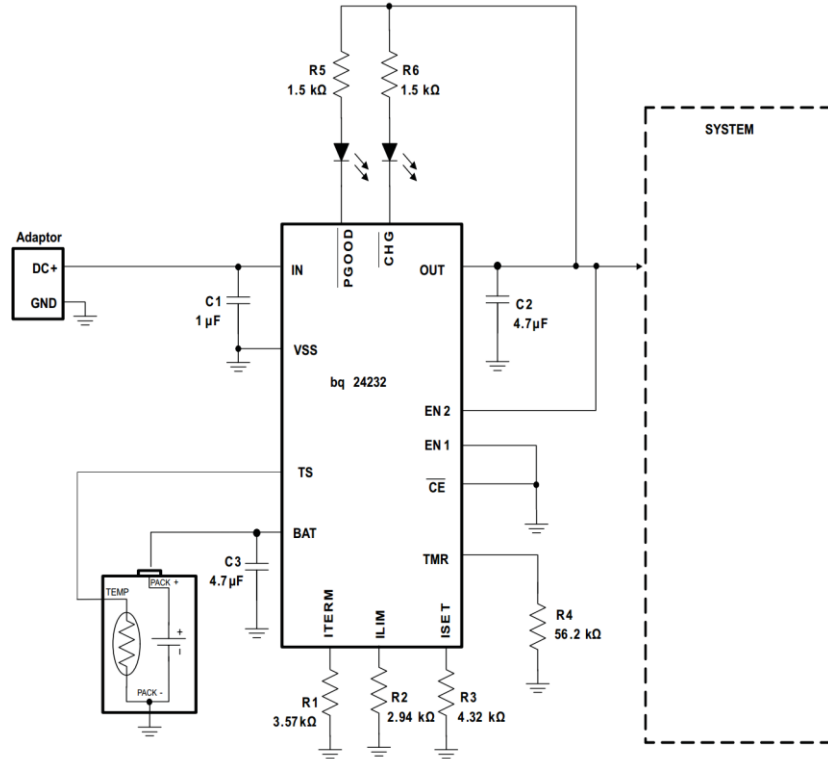 R5
1.5 kΩ
R6
1.5 kΩ
SYSTEM
Adaptor
DC+
GND
C1
1 µF
IN
PGOOD
CHG
OUT
C2
4.7µF
VSS
bq 24232
EN 2
EN 1
TS
CE
BAT
C3
4.7µF
TMR
PACK +
TEMP
+
–
PACK -
ITERM
ILIM
ISET
R4
56.2 kΩ
R1
3.57kΩ
R2
2.94 kΩ
R3
4.32 kΩ